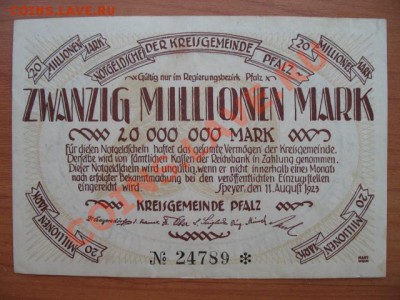 NOTGELDSCHEIN DER KREISGEMEINDE PFALZ
20 MILLIONEN MARK
20 MILLIONEN MARK
Gültig nur im Regierungsbezirk Pfalz
ZWANZIG MILLIONEN MARK
20 000 000 MARK
Für diesen Notgeldschein haftet das gesamte Vermögen der Kreisgemeinde.
Derselbe wird von sämtlichen Kassen der Reichsbank in Zahlung genommen.
Dieser Notgeldschein wird ungültig, wenn er nicht innerhalb eines Monats
nach erfolgter Bekanntmachung bei den veröffentlichten Einzugsstellen
eingereicht wird.
Speyer, den 11. August 1923
KREISGEMEINDE PFALZ
20 MILLIONEN MARK
20 MILLIONEN MARK
№ 24789 ✻
COINS.LAVE.RU